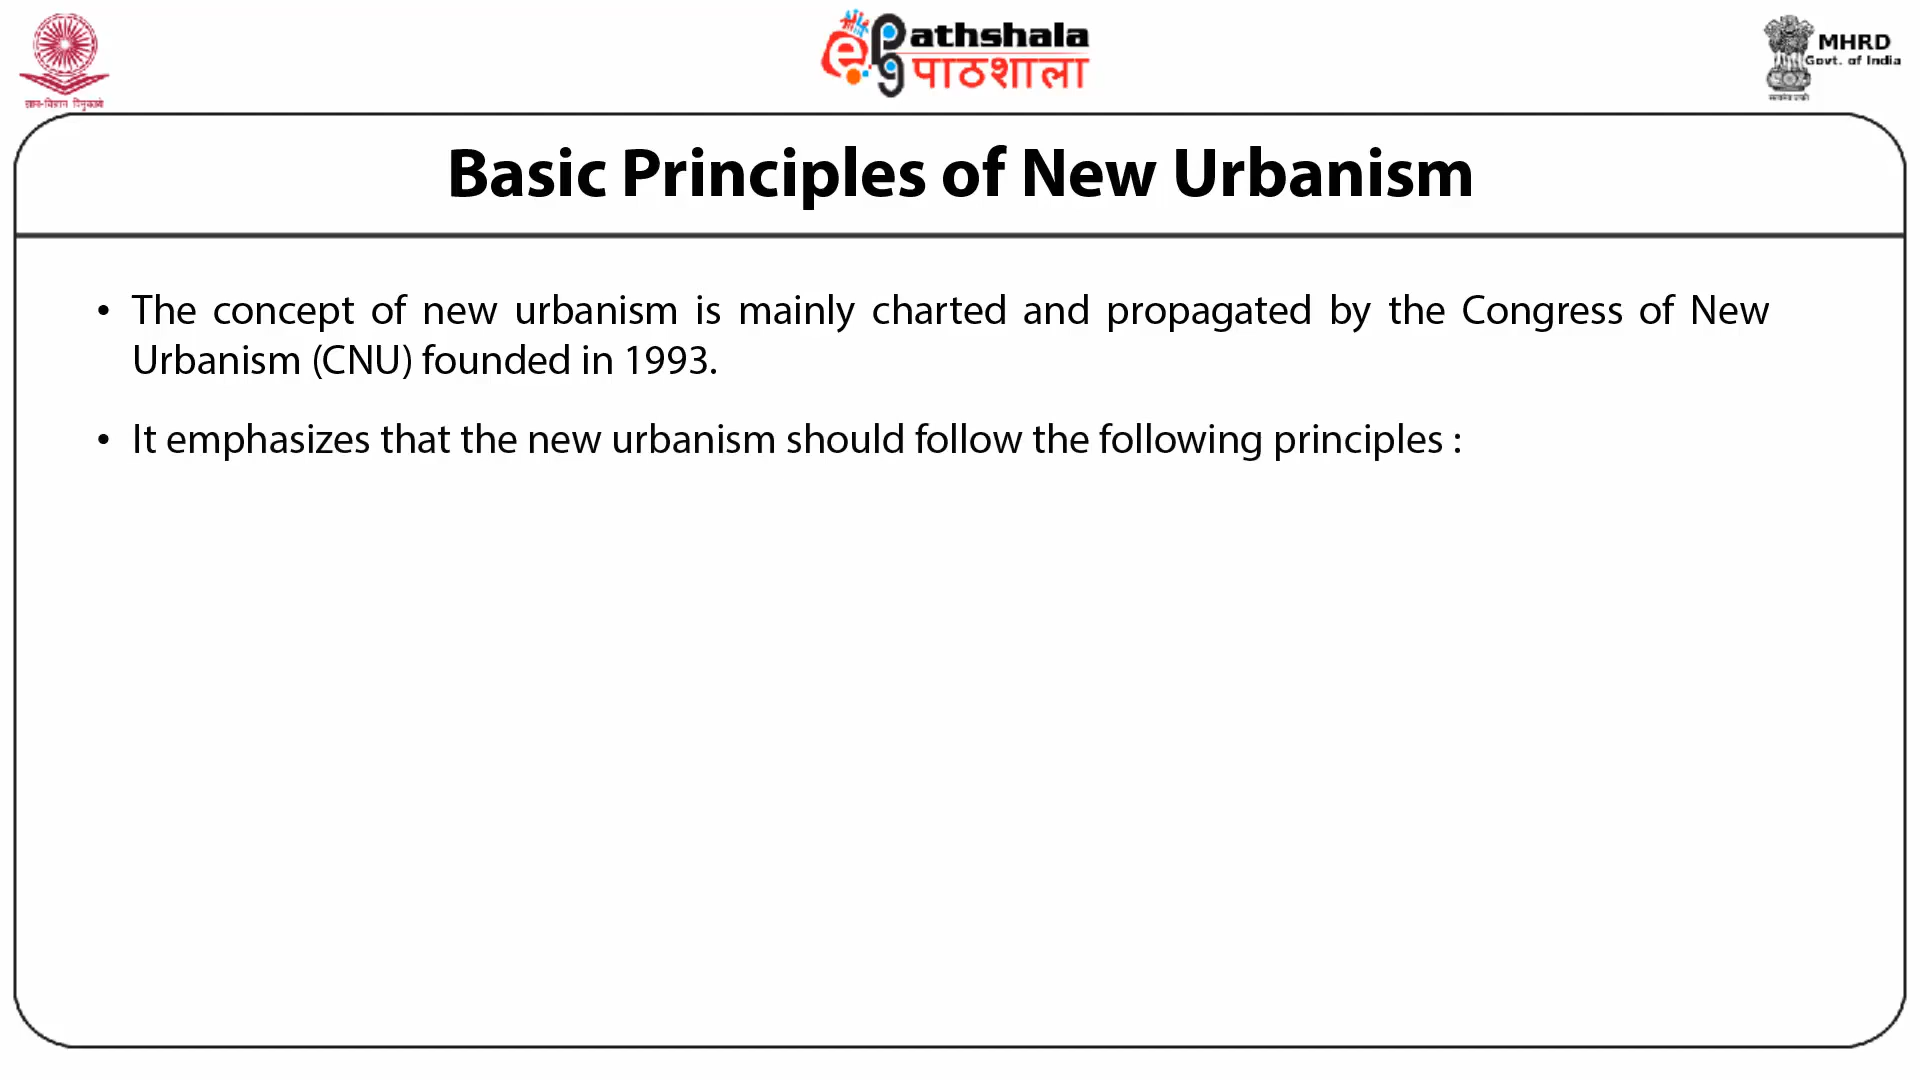 athshala
पाठशाला
MHRD
Govt. of India
Basic Principles of New Urbanism
• The concept of new urbanism is mainly charted and propagated by the Congress of New
Urbanism (CNU) founded in 1993.
• It emphasizes that the new urbanism should follow the following principles :